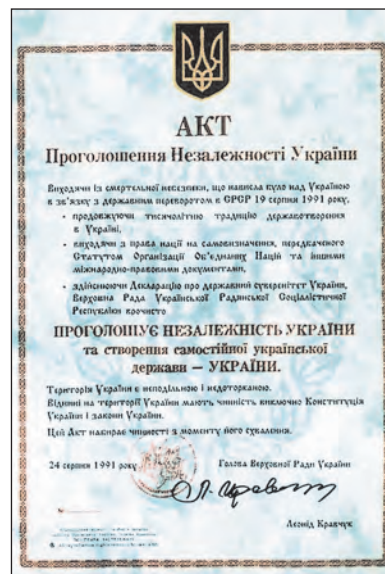 АКТ
Проголошення Незалежності України
Виходячи із смертельної небезпеки, що нависла було над Україною
в зв'язку з державним переворотом в СРСР 19 серпня 1991 року,
- продовжуючи тисячолітню традицію державотворення
в Україні,
- виходячи з права нації на самовизначення, передбаченого
Статутом Організації Об'єднаних Націй та іншими
міжнародно-правовими документами,
- здійснюючи Декларацію про державний суверенітет України,
Верховна Рада Української Радянської Соціалістичної
Республіки врочисто
ПРОГОЛОШУЄ НЕЗАЛЕЖНІСТЬ УКРАЇНИ
та створення самостійної української
держави — УКРАЇНИ.
Територія України є неподільною і недоторканою.
Віднині на території України мають чинність виключно Конституція
України і закони України.
Цей Акт набирає чинності з моменту його схвалення.
24 серпня 1991 року
Голова Верховної Ради України
Л. Кравчук
Леонід Кравчук